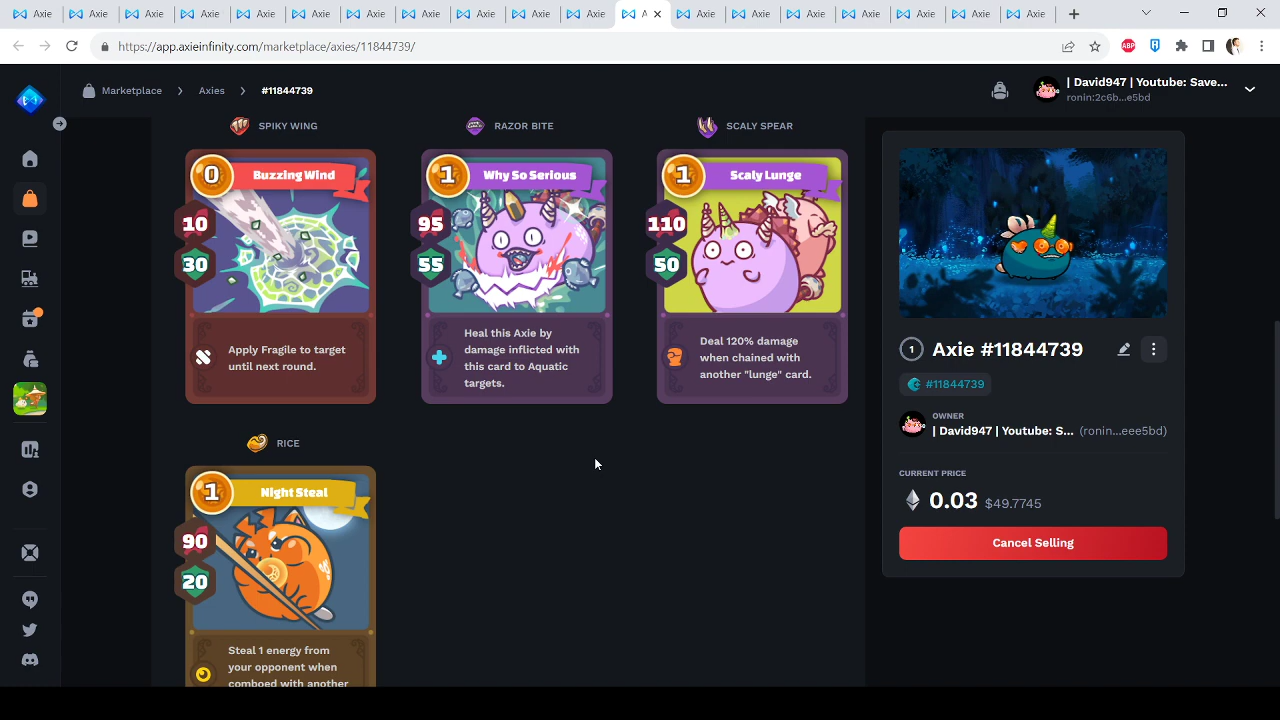 Axie Axie Axie Axie Axie Axie Axie Axie Axie Axie Axie A Axie Axie Axie Axie Axie Axie Axie
https://app.axieinfinity.com/marketplace/axies/11844739/
ABP
Marketplace > Axies > #11844739
| David947 | Youtube: Save...
ronin:2c6b...e5bd
SPIKY WING
RAZOR BITE
SCALY SPEAR
0 Buzzing Wind
10
30
Apply Fragile to target
until next round.
1 Why So Serious
95
55
Heal this Axie by
damage inflicted with
this card to Aquatic
targets.
1 Scaly Lunge
110
50
Deal 120% damage
when chained with
another "lunge" card.
RICE
1 Night Steal
90
20
Steal 1 energy from
your opponent when
comboed with another
1 Axie #11844739
#11844739
OWNER
| David947 | Youtube: S... (ronin...eee5bd)
CURRENT PRICE
0.03 $49.7745
Cancel Selling